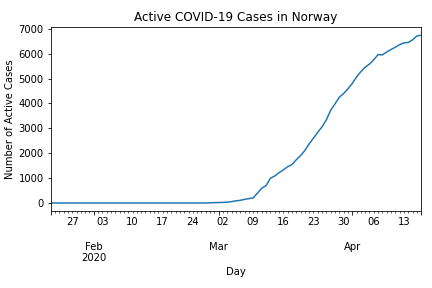 Active COVID-19 Cases in Norway
Number of Active Cases
7000
6000
5000
4000
3000
2000
1000
0
27 03 10 17 24 02 09 16 23 30 06 13
Feb Mar Apr
2020
Day